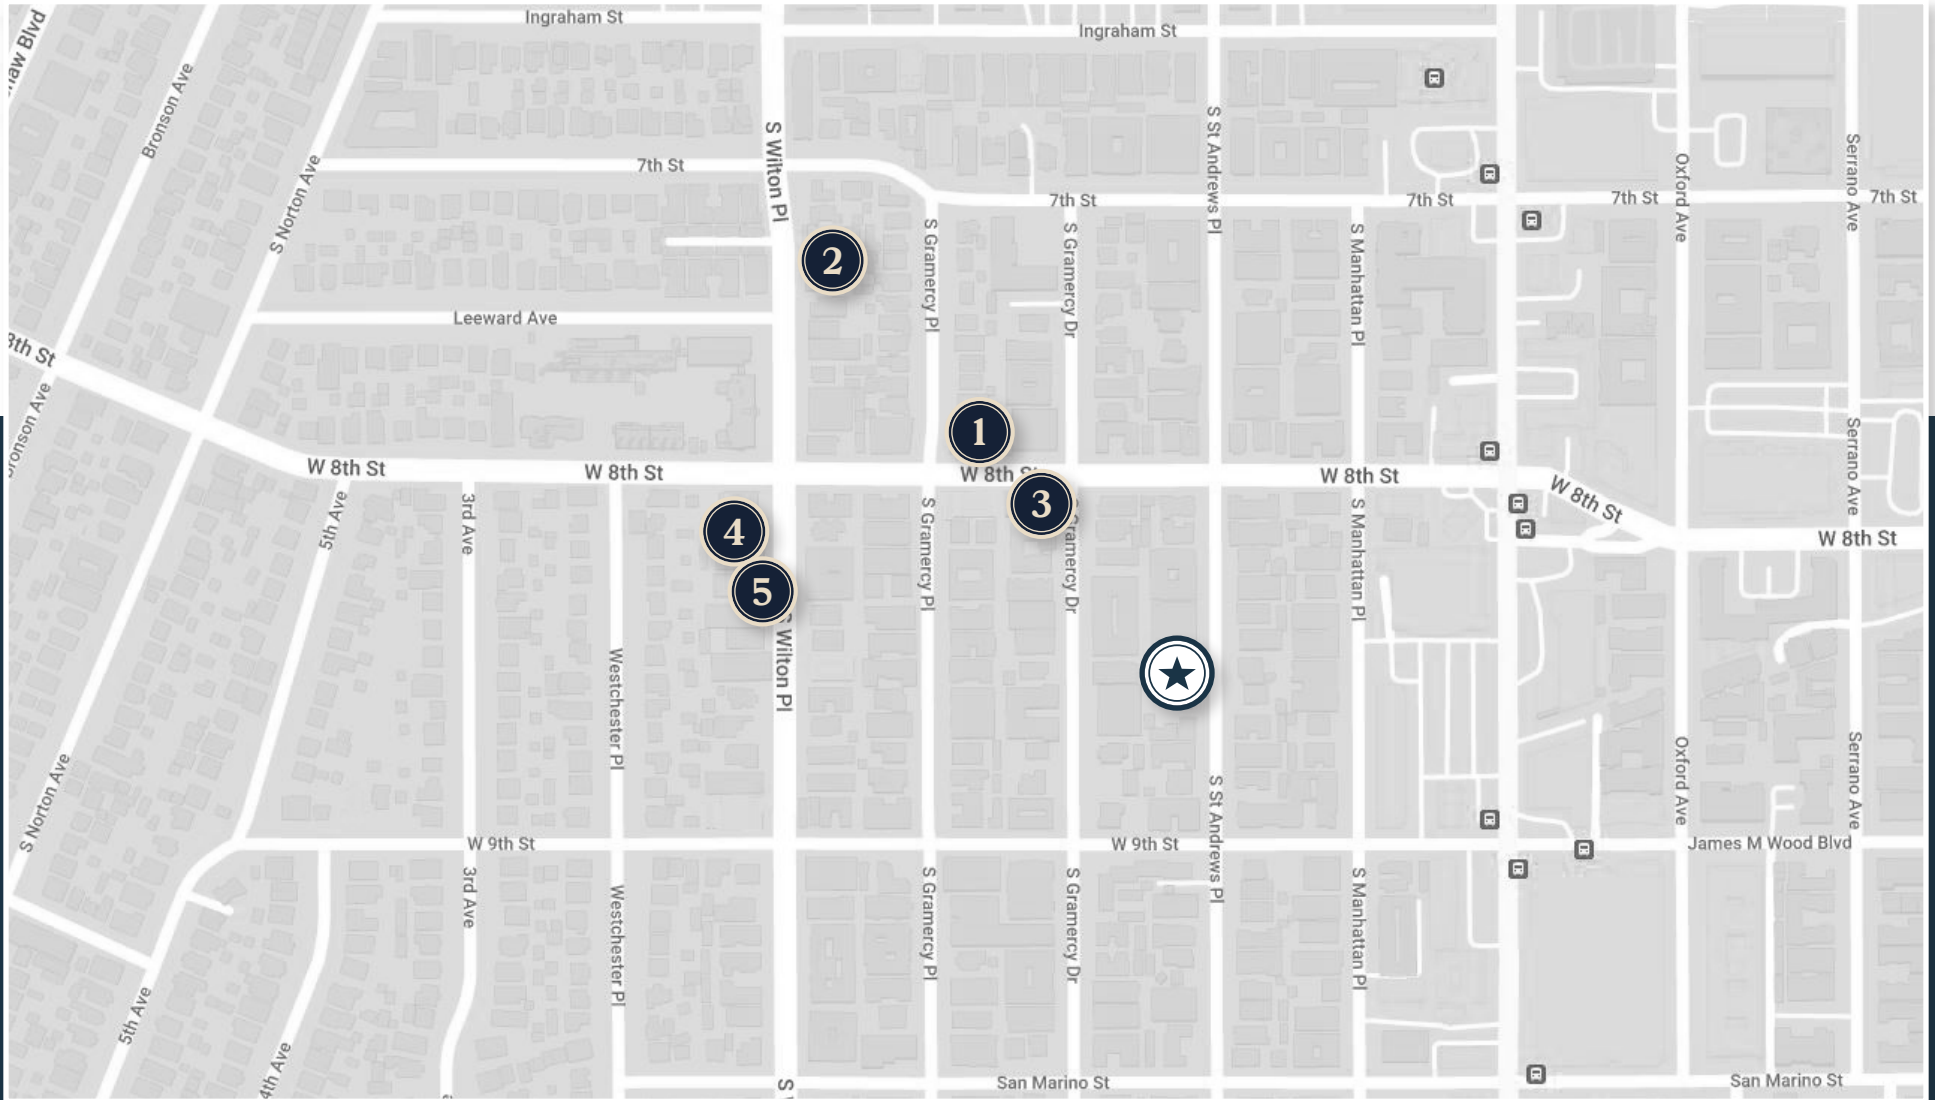 Ingraham St
Ingraham St
Bronson Ave
S Norton Ave
S Wilton Pl
7th St
7th St
7th St
7th St
7th St
S St Andrews Pl
Oxford Ave
Serrano Ave
S Gramercy Pl
S Gramercy Dr
S Manhattan Pl
2
Leeward Ave
8th St
1
W 8th St
W 8th St
W 8th St
W 8th St
W 8th St
W 8th St
3
4
5
5th Ave
3rd Ave
S Gramercy Pl
S Manhattan Pl
Serrano Ave
Westchester Pl
S Wilton Pl
S Norton Ave
S St Andrews Pl
Oxford Ave
Serrano Ave
W 9th St
W 9th St
James M Wood Blvd
3rd Ave
Westchester Pl
S Gramercy Pl
S Gramercy Dr
S Manhattan Pl
5th Ave
4th Ave
San Marino St
San Marino St